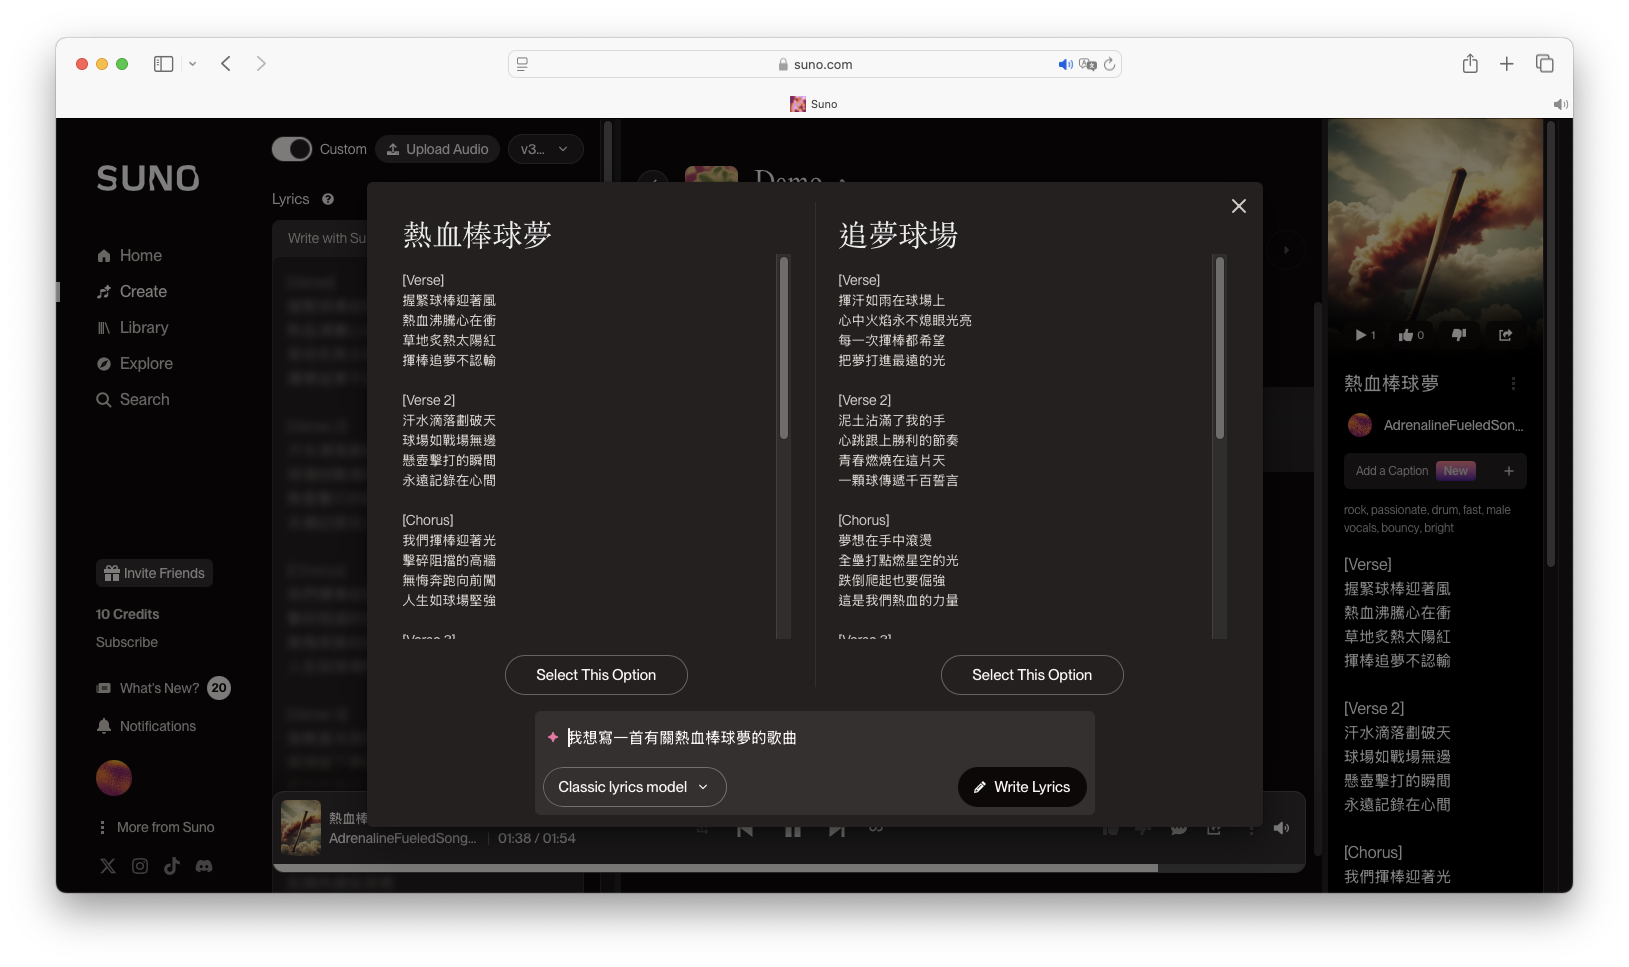 suno.com
Suno
SUNO
Home
Create
Library
Explore
Search
Invite Friends
10 Credits
Subscribe
What's New? 20
Notifications
More from Suno
Custom
Upload Audio
v3...
Lyrics
Write with Su
Demo
熱血棒球夢
[Verse]
握緊球棒迎著風
熱血沸騰心在衝
草地炙熱太陽紅
揮棒追夢不認輸
[Verse 2]
汗水滴落劃破天
球場如戰場無邊
懸壺擊打的瞬間
永遠記錄在心間
[Chorus]
我們揮棒迎著光
擊碎阻擋的高牆
無悔奔跑向前闖
人生如球場堅強
Select This Option
追夢球場
[Verse]
揮汗如雨在球場上
心中火焰永不熄眼光亮
每一次揮棒都希望
把夢打進最遠的光
[Verse 2]
泥土沾滿了我的手
心跳跟上勝利的節奏
青春燃燒在這片天
一顆球傳遞千百誓言
[Chorus]
夢想在手中滾燙
全壘打點燃星空的光
跌倒爬起也要倔強
這是我們熱血的力量
Select This Option
我想寫一首有關熱血棒球夢的歌曲
Classic lyrics model
Write Lyrics
熱血棒
AdrenalineFueledSong...
01:38 / 01:54
1
0
熱血棒球夢
AdrenalineFueledSon...
Add a Caption New
rock, passionate, drum, fast, male
vocals, bouncy, bright
[Verse]
握緊球棒迎著風
熱血沸騰心在衝
草地炙熱太陽紅
揮棒追夢不認輸
[Verse 2]
汗水滴落劃破天
球場如戰場無邊
懸壺擊打的瞬間
永遠記錄在心間
[Chorus]
我們揮棒迎著光